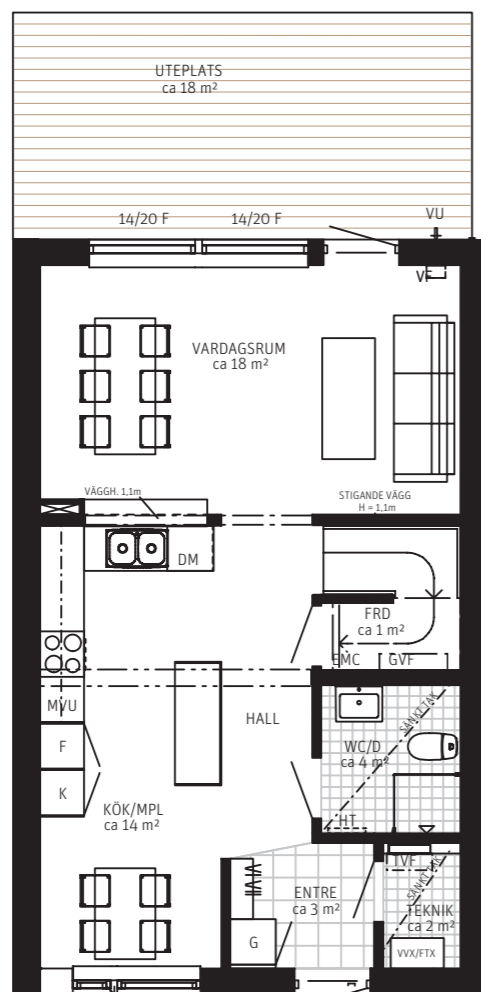 UTEPLATS
ca 18 m²
14/20 F
14/20 F
VU
VF
VARDAGSRUM
ca 18 m²
VÄGGH. 1,1m
STIGANDE VÄGG
H = 1,1m
DM
FRD
ca 1 m²
EMC
GVF
MVU
HALL
SÄNKT TAK
WC/D
ca 4 m²
F
K
KÖK/MPL
ca 14 m²
HT
TVF
SÄNKT TAK
ENTRE
ca 3 m²
TEKNIK
ca 2 m²
G
VVX/FTX